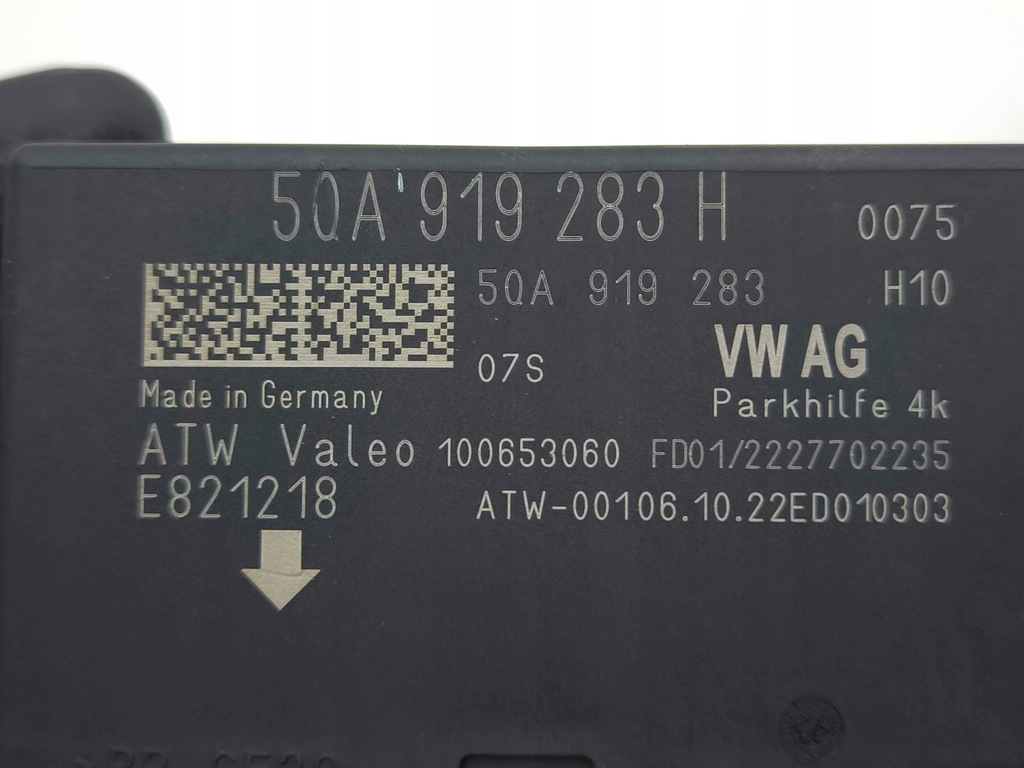 5QA 919 283 H 0075
5QA 919 283 H10
07S VW AG
Made in Germany Parkhilfe 4k
ATW Valeo 100653060 FD01/2227702235
E821218 ATW-00106.10.22ED010303